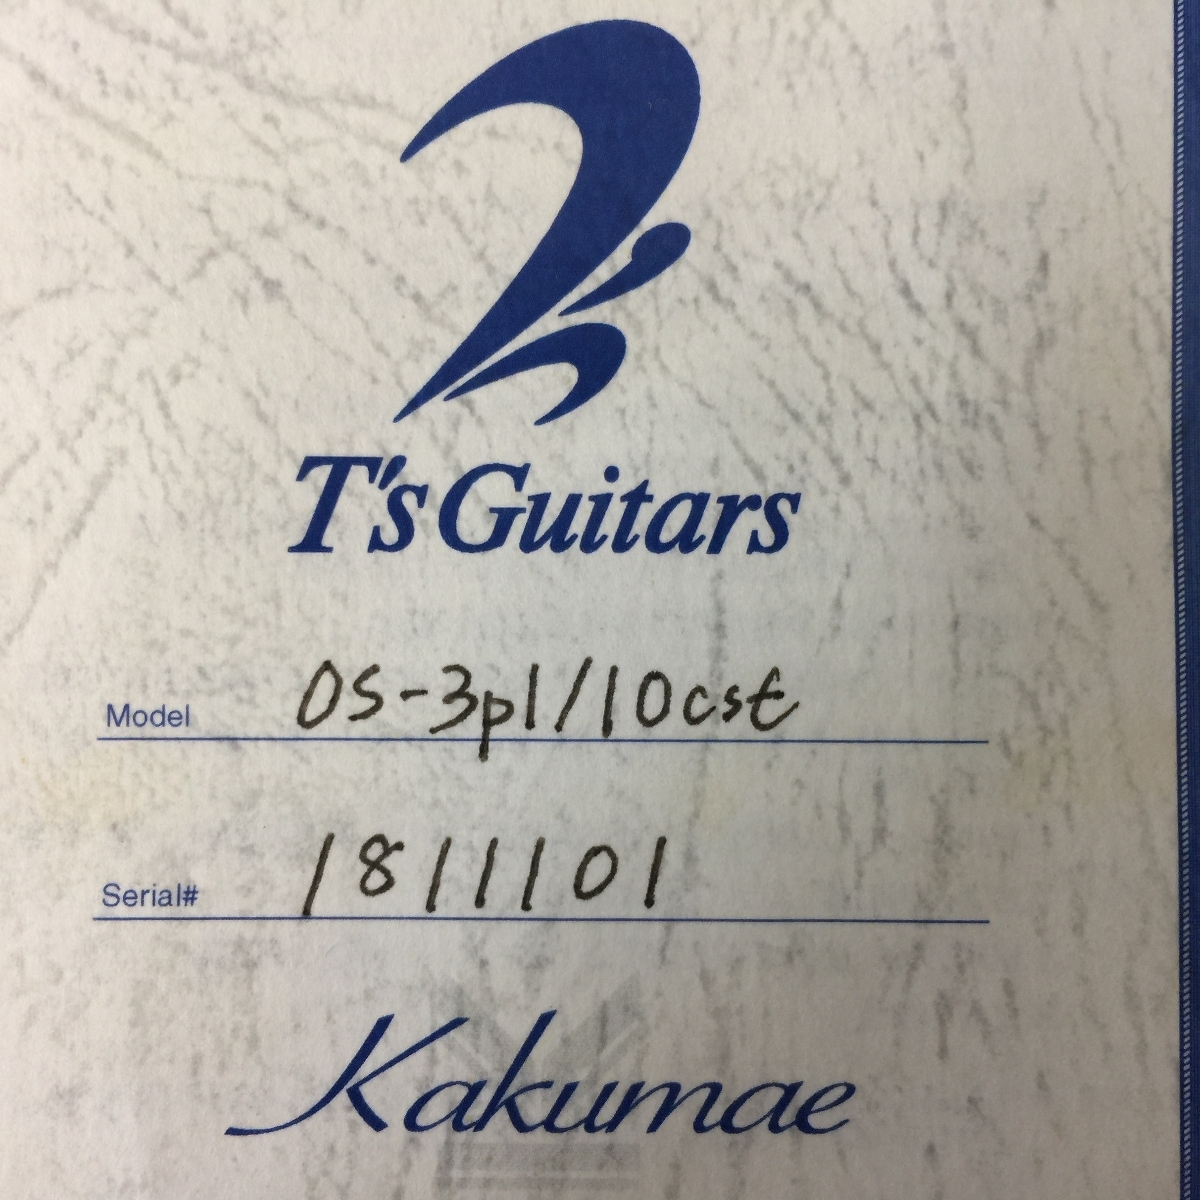 T's Guitars
Model OS-3pl/10cst
Serial# 1811101
Kakumae